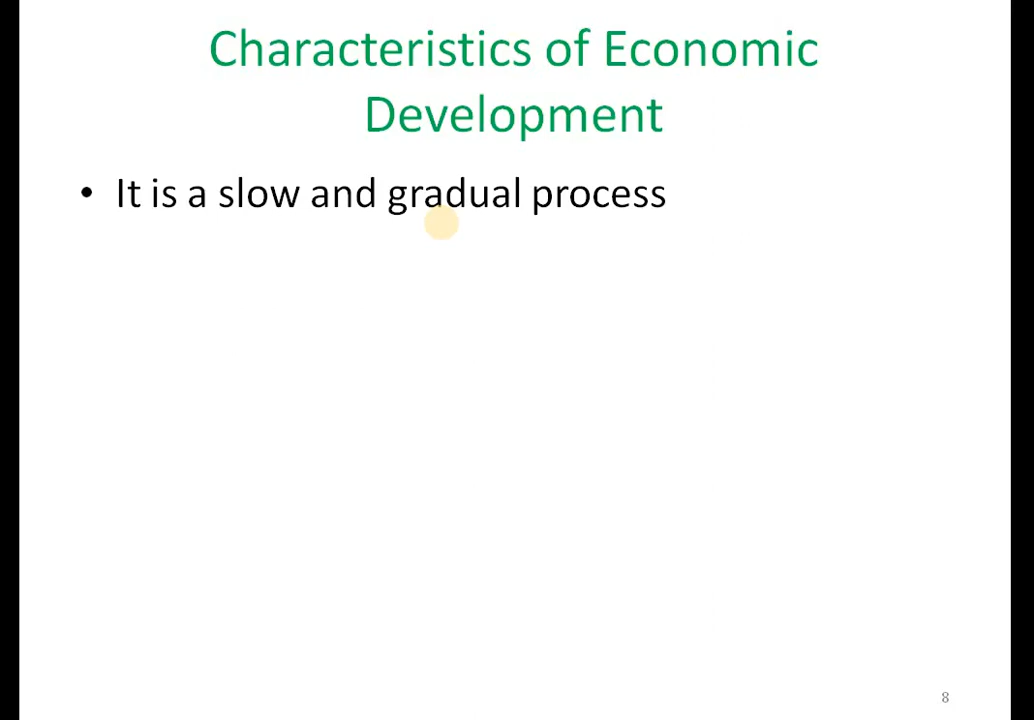 Characteristics of Economic
Development
• It is a slow and gradual process
8